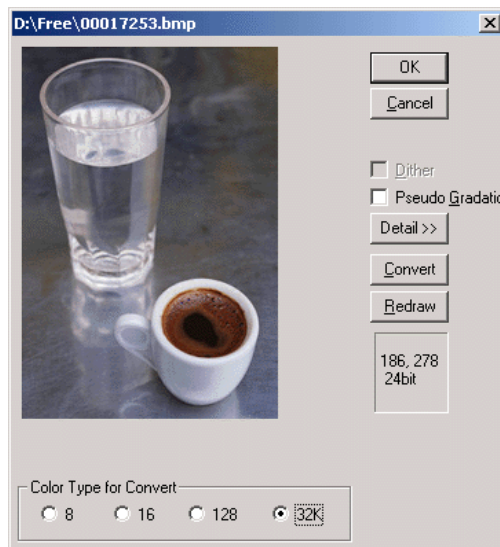 D:\Free\00017253.bmp
OK
Cancel
Dither
Pseudo Gradatic
Detail >>
Convert
Redraw
186, 278
24bit
Color Type for Convert
8 16 128 32K